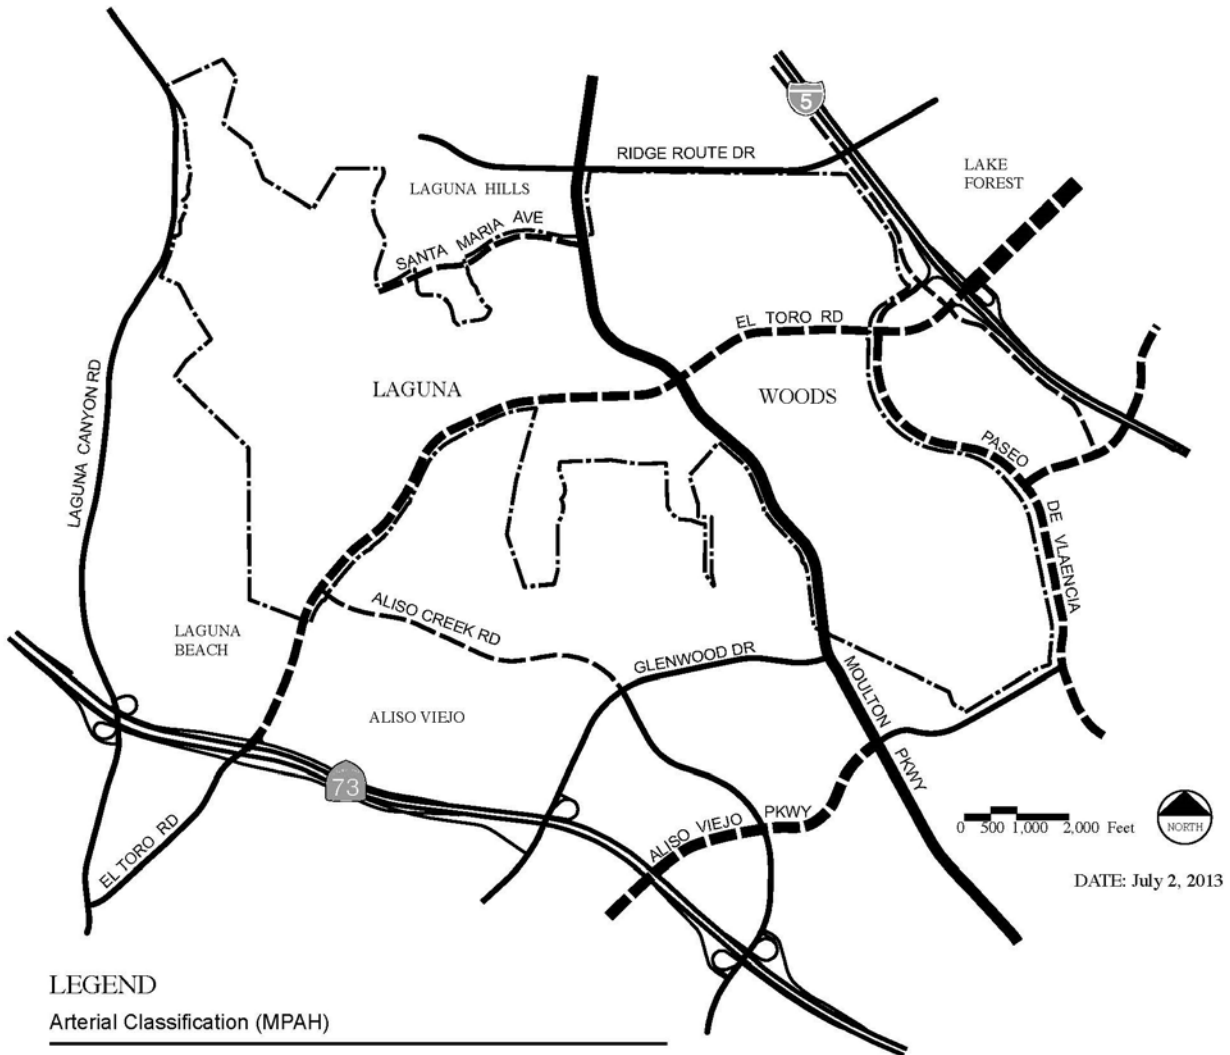 5
RIDGE ROUTE DR
LAKE
FOREST
LAGUNA HILLS
SANTA MARIA AVE
EL TORO RD
LAGUNA CANYON RD
LAGUNA
WOODS
PASEO
DE VLAENCIA
ALISO CREEK RD
LAGUNA
BEACH
GLENWOOD DR
MOULTON
PKWY
ALISO VIEJO
73
ALISO VIEJO PKWY
EL TORO RD
0 500 1,000 2,000 Feet
NORTH
DATE: July 2, 2013
LEGEND
Arterial Classification (MPAH)